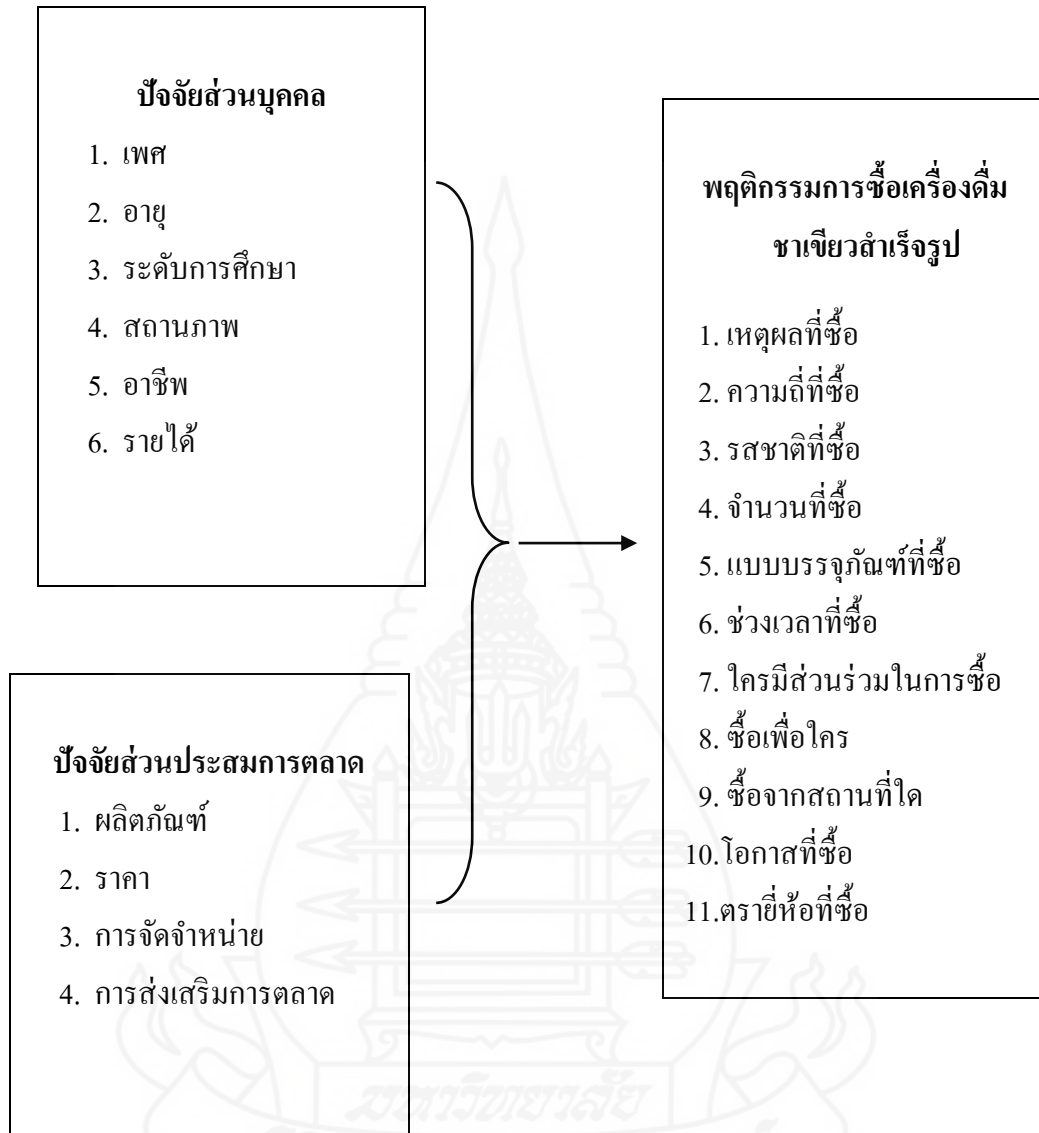 ปัจจัยส่วนบุคคล
1. เพศ
2. อายุ
3. ระดับการศึกษา
4. สถานภาพ
5. อาชีพ
6. รายได้
ปัจจัยส่วนประสมการตลาด
1. ผลิตภัณฑ์
2. ราคา
3. การจัดจำหน่าย
4. การส่งเสริมการตลาด
พฤติกรรมการซื้อเครื่องดื่ม
ชาเขียวสำเร็จรูป
1. เหตุผลที่ซื้อ
2. ความถี่ที่ซื้อ
3. รสชาติที่ซื้อ
4. จำนวนที่ซื้อ
5. แบบบรรจุภัณฑ์ที่ซื้อ
6. ช่วงเวลาที่ซื้อ
7. ใครมีส่วนร่วมในการซื้อ
8. ซื้อเพื่อใคร
9. ซื้อจากสถานที่ใด
10.โอกาสที่ซื้อ
11.ตรายี่ห้อที่ซื้อ
มหาวิทยาลัย